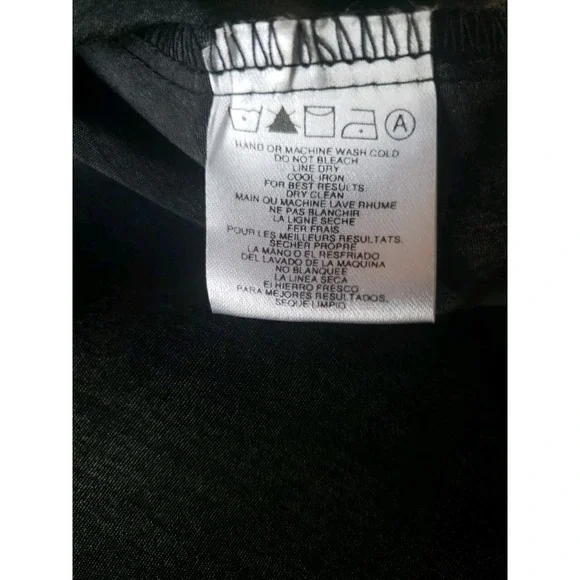 A
HAND OR MACHINE WASH COLD
DO NOT BLEACH
LINE DRY
COOL IRON
FOR BEST RESULTS
DRY CLEAN
MAIN OU MACHINE LAVE RHUME
NE PAS BLANCHIR
LA LIGNE SECHE
FER FRAIS
POUR LES MEILLEURS RESULTATS.
SECHER PROPRE
LA MANO O EL RESFRIADO
DEL LAVADO DE LA MAQUINA
NO BLANQUEE
LA LINEA SECA
El HIERRO FRESCO
PARA MEJORES RESULTADOS,
SEQUE LIMPIO